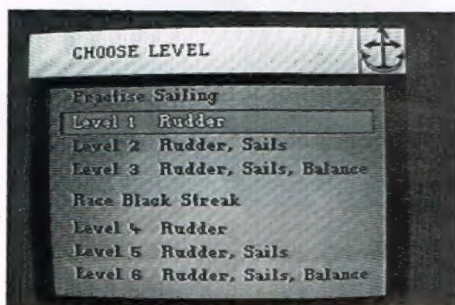 CHOOSE LEVEL
Practise Sailing
Level 1 Rudder
Level 2 Rudder, Sails
Level 3 Rudder, Sails, Balance
Race Black Streak
Level 4 Rudder
Level 5 Rudder, Sails
Level 6 Rudder, Sails, Balance